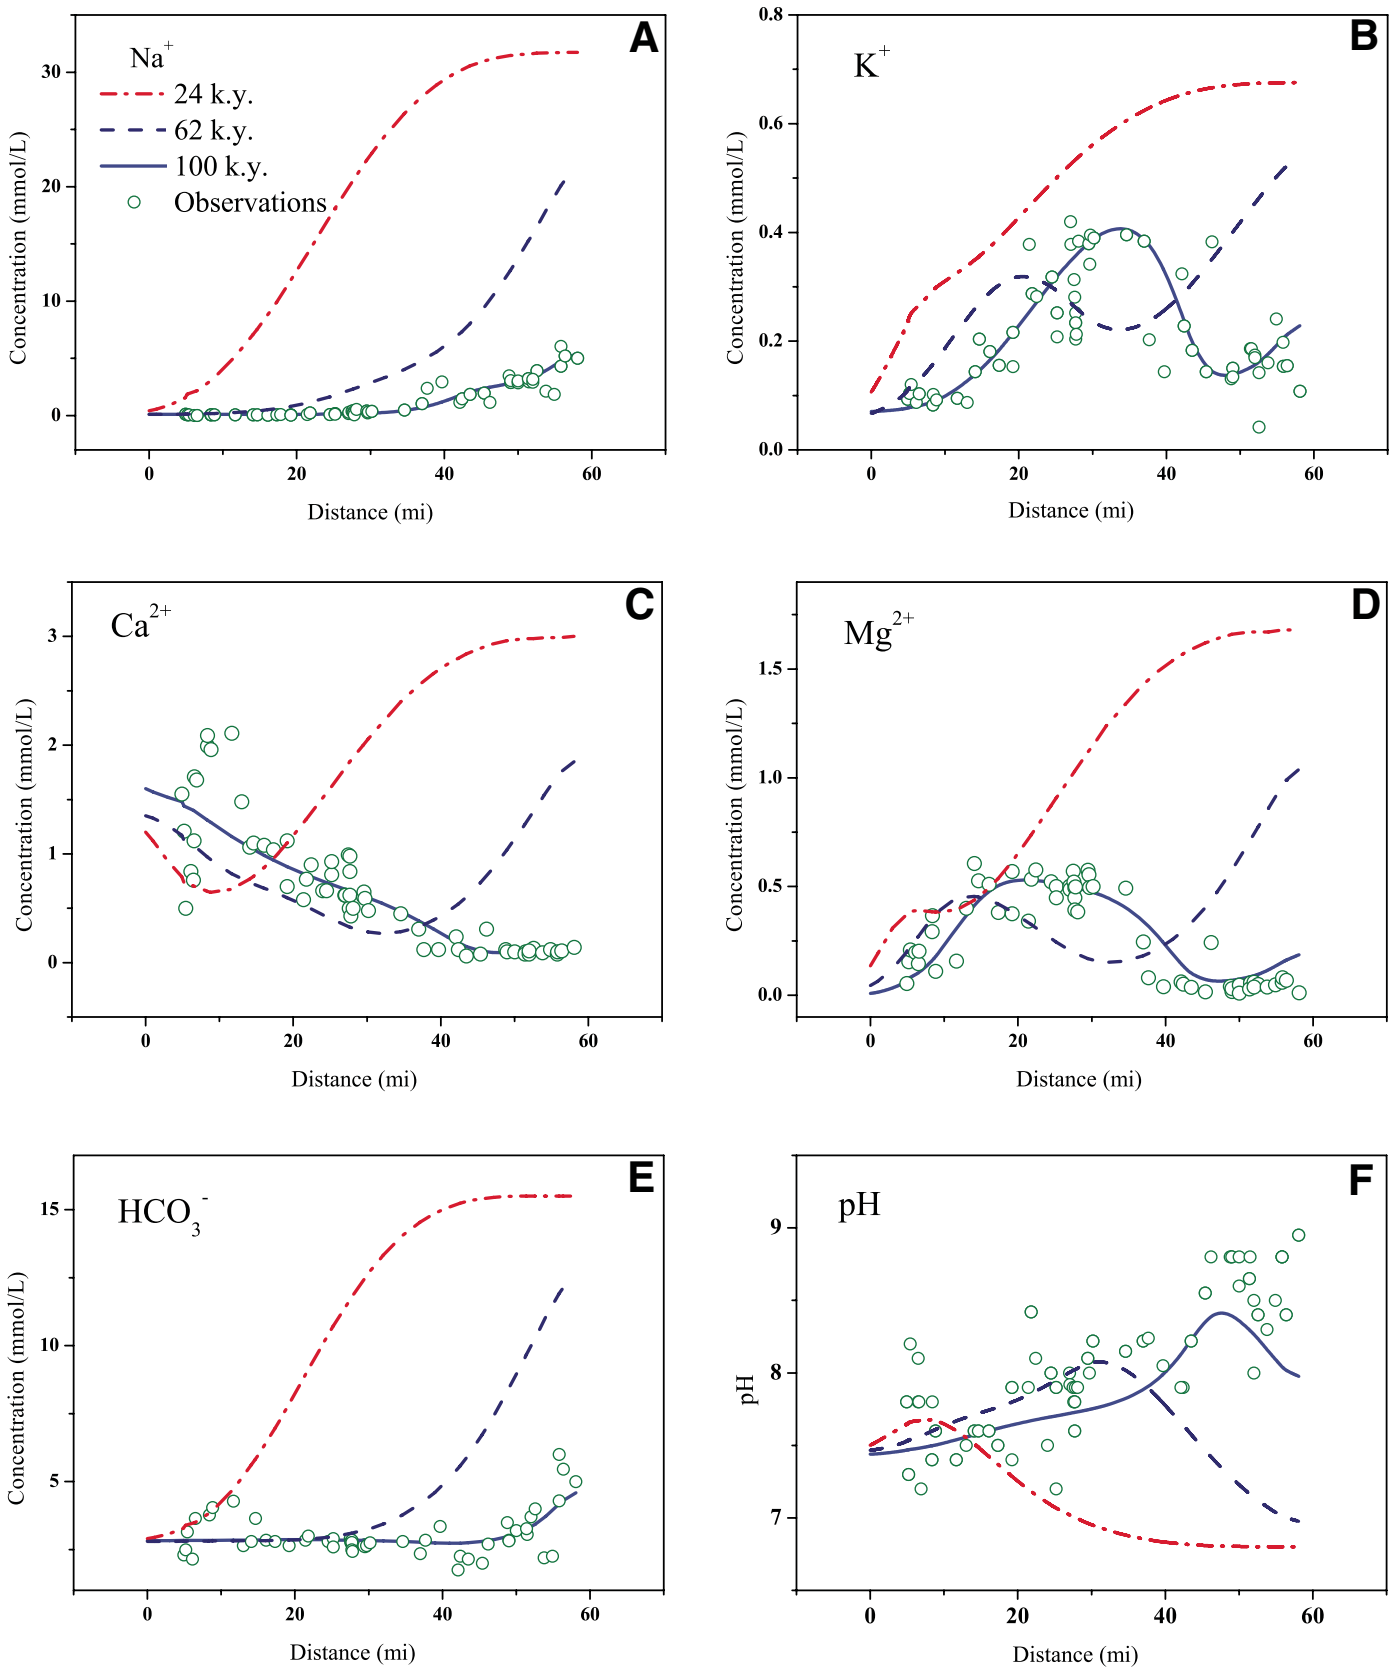 A
Na+
24 k.y.
62 k.y.
100 k.y.
Observations
Concentration (mmol/L)
30
20
10
0
0 20 40 60
Distance (mi)
B
K+
Concentration (mmol/L)
0.8
0.6
0.4
0.2
0.0
0 20 40 60
Distance (mi)
C
Ca2+
Concentration (mmol/L)
3
2
1
0
0 20 40 60
Distance (mi)
D
Mg2+
Concentration (mmol/L)
1.5
1.0
0.5
0.0
0 20 40 60
Distance (mi)
E
HCO3-
Concentration (mmol/L)
15
10
5
0 20 40 60
Distance (mi)
F
pH
pH
9
8
7
0 20 40 60
Distance (mi)